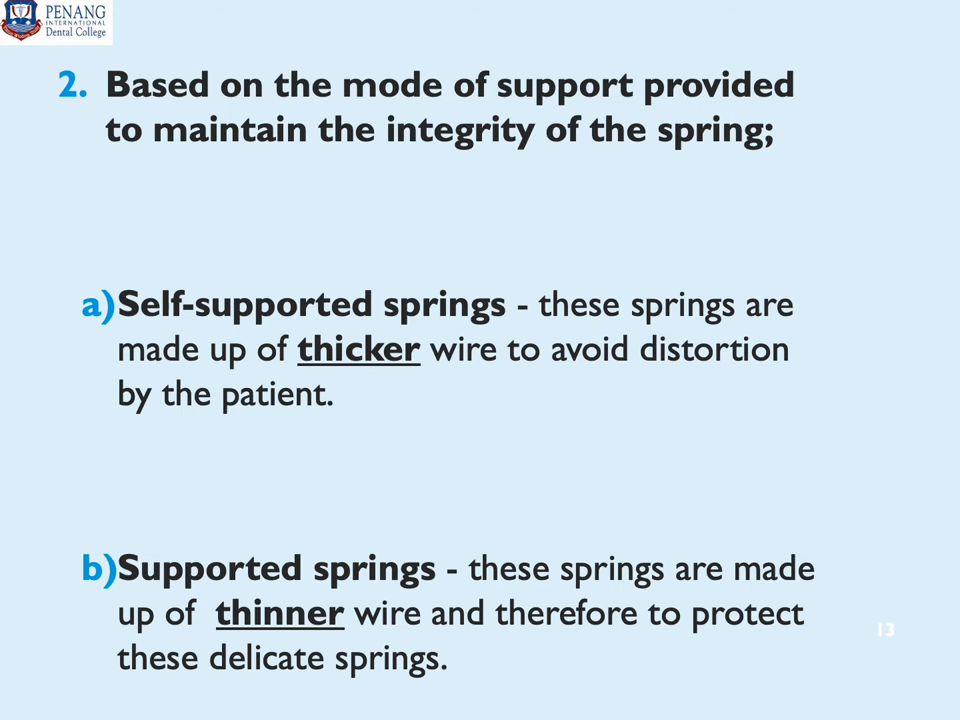 PENANG
INTERNATIONAL
Dental College
2. Based on the mode of support provided
to maintain the integrity of the spring;
a)Self-supported springs - these springs are
made up of thicker wire to avoid distortion
by the patient.
b)Supported springs - these springs are made
up of thinner wire and therefore to protect
these delicate springs.
13